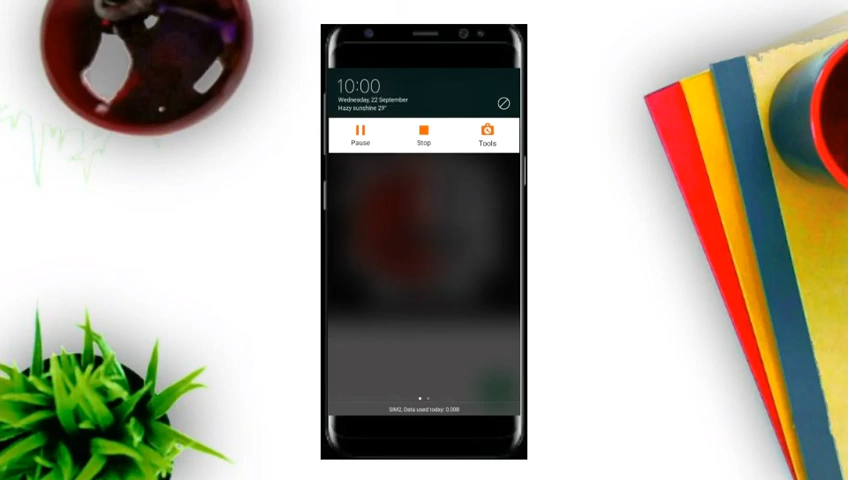 10:00
Wednesday, 22 September
Hazy sunshine 29°
Pause Stop Tools
SIM2, Data used today: 0.00B